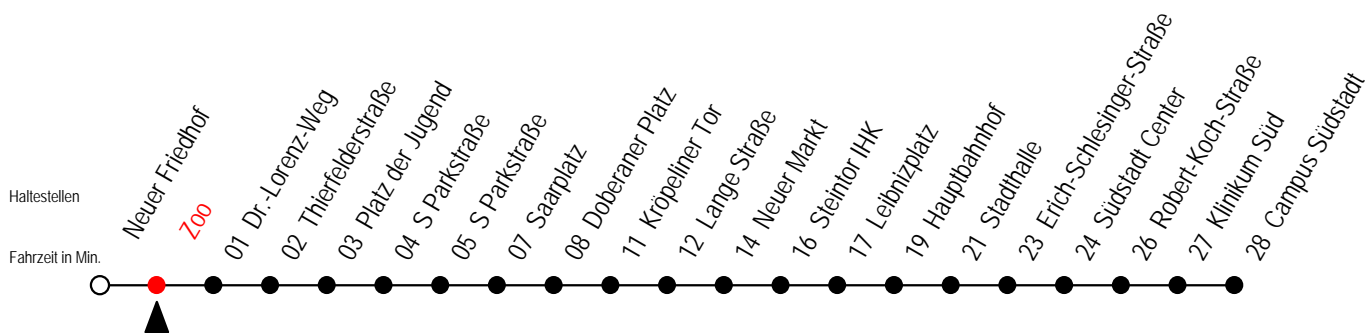 Haltestellen
Fahrzeit in Min.
Neuer Friedhof
Zoo
01 Dr.-Lorenz-Weg
02 Thierfelderstraße
03 Platz der Jugend
04 S Parkstraße
05 S Parkstraße
07 Saarplatz
08 Doberaner Platz
11 Kröpeliner Tor
12 Lange Straße
14 Neuer Markt
16 Steintor IHK
17 Leibnizplatz
19 Hauptbahnhof
21 Stadthalle
23 Erich-Schlesinger-Straße
24 Südstadt Center
26 Robert-Koch-Straße
27 Klinikum Süd
28 Campus Südstadt